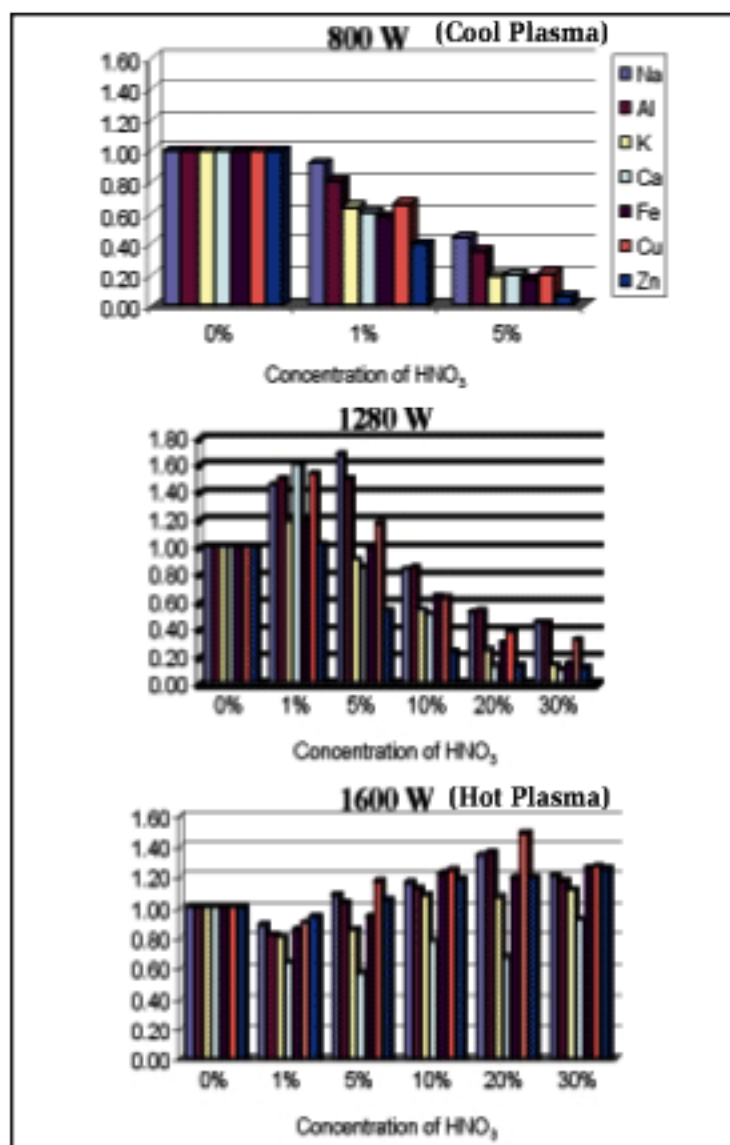 800 W (Cool Plasma)
1.60
1.40
1.20
1.00
0.80
0.60
0.40
0.20
0.00
0% 1% 5%
Concentration of HNO3
Na
Al
K
Ca
Fe
Cu
Zn
1280 W
1.80
1.60
1.40
1.20
1.00
0.80
0.60
0.40
0.20
0.00
0% 1% 5% 10% 20% 30%
Concentration of HNO3
1600 W (Hot Plasma)
1.60
1.40
1.20
1.00
0.80
0.60
0.40
0.20
0.00
0% 1% 5% 10% 20% 30%
Concentration of HNO3